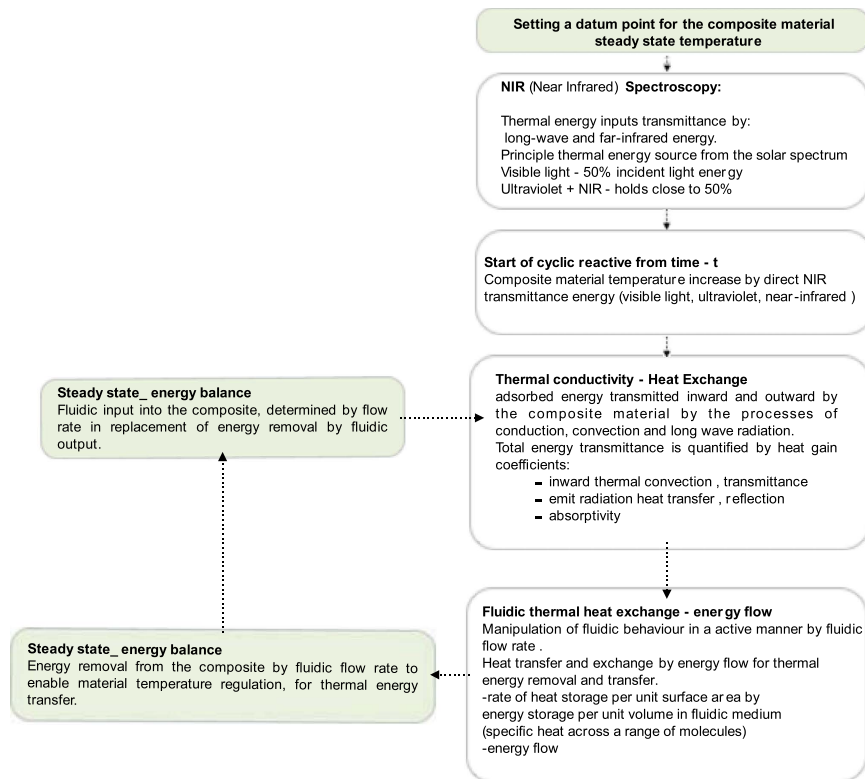 Setting a datum point for the composite material
steady state temperature
NIR (Near Infrared) Spectroscopy:
Thermal energy inputs transmittance by:
long-wave and far-infrared energy.
Principle thermal energy source from the solar spectrum
Visible light - 50% incident light energy
Ultraviolet + NIR - holds close to 50%
Start of cyclic reactive from time - t
Composite material temperature increase by direct NIR
transmittance energy (visible light, ultraviolet, near-infrared )
Thermal conductivity - Heat Exchange
adsorbed energy transmitted inward and outward by
the composite material by the processes of
conduction, convection and long wave radiation.
Total energy transmittance is quantified by heat gain
coefficients:
- inward thermal convection , transmittance
- emit radiation heat transfer , reflection
- absorptivity
Steady state_ energy balance
Fluidic input into the composite, determined by flow
rate in replacement of energy removal by fluidic
output.
Fluidic thermal heat exchange - energy flow
Manipulation of fluidic behaviour in a active manner by fluidic
flow rate .
Heat transfer and exchange by energy flow for thermal
energy removal and transfer.
-rate of heat storage per unit surface area by
energy storage per unit volume in fluidic medium
(specific heat across a range of molecules)
-energy flow
Steady state_ energy balance
Energy removal from the composite by fluidic flow rate to
enable material temperature regulation, for thermal energy
transfer.